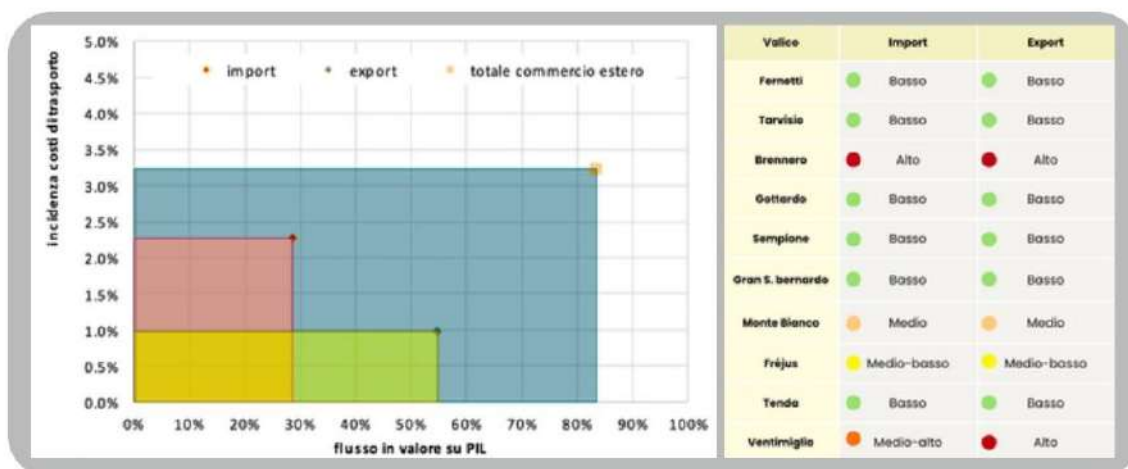 incidenza costi di trasporto
5.0%
4.5%
4.0%
3.5%
3.0%
2.5%
2.0%
1.5%
1.0%
0.5%
0.0%
import export totale commercio estero
0% 10% 20% 30% 40% 50% 60% 70% 80% 90% 100%
flusso in valore su PIL
Valico Import Export
Fernetti Basso Basso
Tarvisio Basso Basso
Brennero Alto Alto
Gottardo Basso Basso
Sempione Basso Basso
Gran S. bernardo Basso Basso
Monte Bianco Medio Medio
Fréjus Medio-basso Medio-basso
Tenda Basso Basso
Ventimiglia Medio-alto Alto